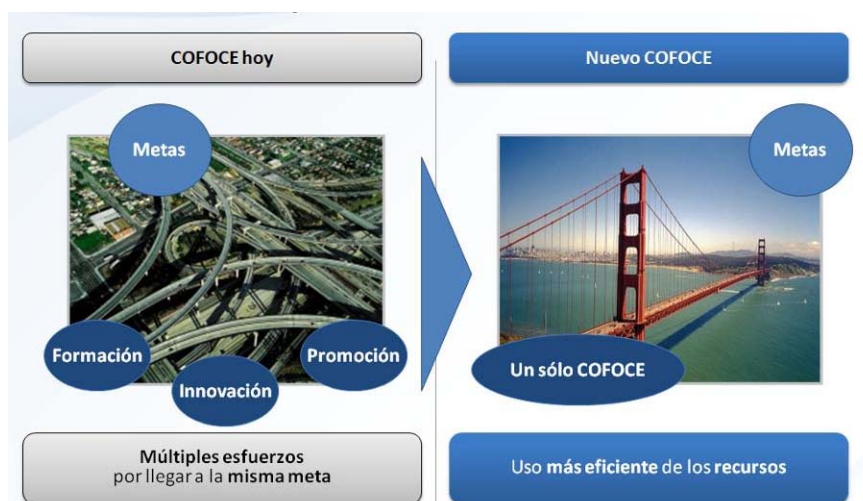 COFOCE hoy
Metas
Formación
Innovación
Promoción
Múltiples esfuerzos
por llegar a la misma meta
Nuevo COFOCE
Metas
Un sólo COFOCE
Uso más eficiente de los recursos